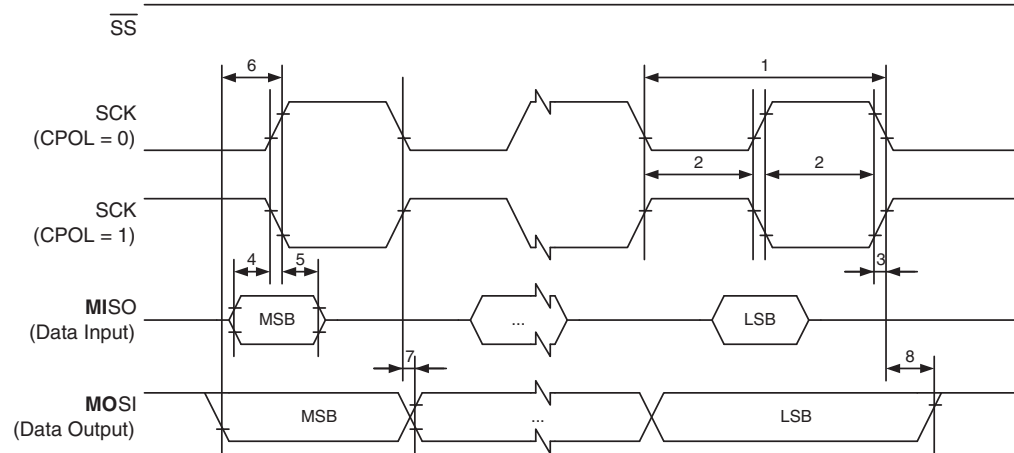 SS
6
1
SCK
(CPOL = 0)
2
2
SCK
(CPOL = 1)
4
5
3
MISO
(Data Input)
MSB
...
LSB
7
8
MOSI
(Data Output)
MSB
...
LSB